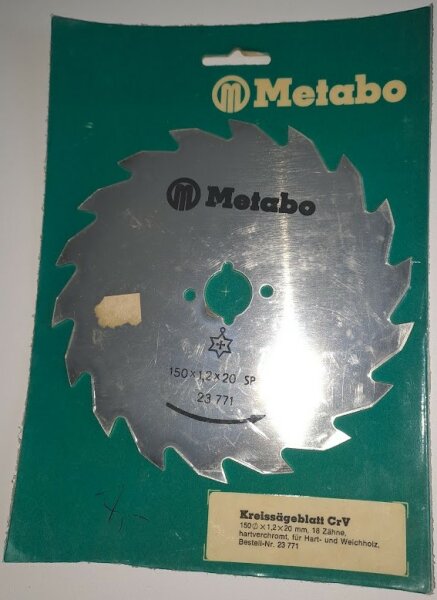 Metabo
Metabo
150×1,2×20 SP
23 771
Kreissägeblatt CrV
150∅×1,2×20 mm, 18 Zähne,
hartverchromt, für Hart- und Weichholz,
Bestell-Nr. 23 771